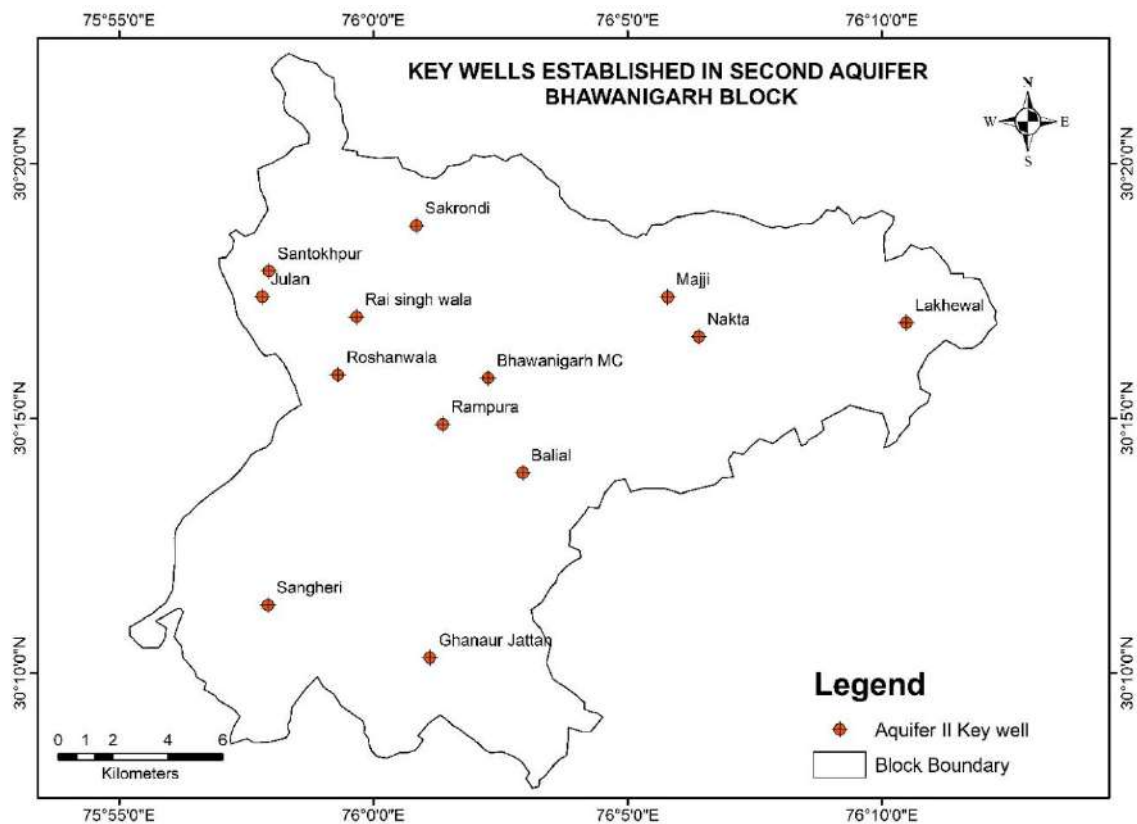 75°55'0"E 76°0'0"E 76°5'0"E 76°10'0"E
KEY WELLS ESTABLISHED IN SECOND AQUIFER
BHAWANIGARH BLOCK
N
W E
S
30°20'0"N 30°20'0"N
Sakrondi
Santokhpur
Julan
Majji
Rai singh wala
Lakhewal
Nakta
Roshanwala
Bhawanigarh MC
30°15'0"N 30°15'0"N
Rampura
Balial
Sangheri
Ghanaur Jattan
30°10'0"N 30°10'0"N
Legend
Aquifer II Key well
Block Boundary
0 1 2 4 6
Kilometers
75°55'0"E 76°0'0"E 76°5'0"E 76°10'0"E